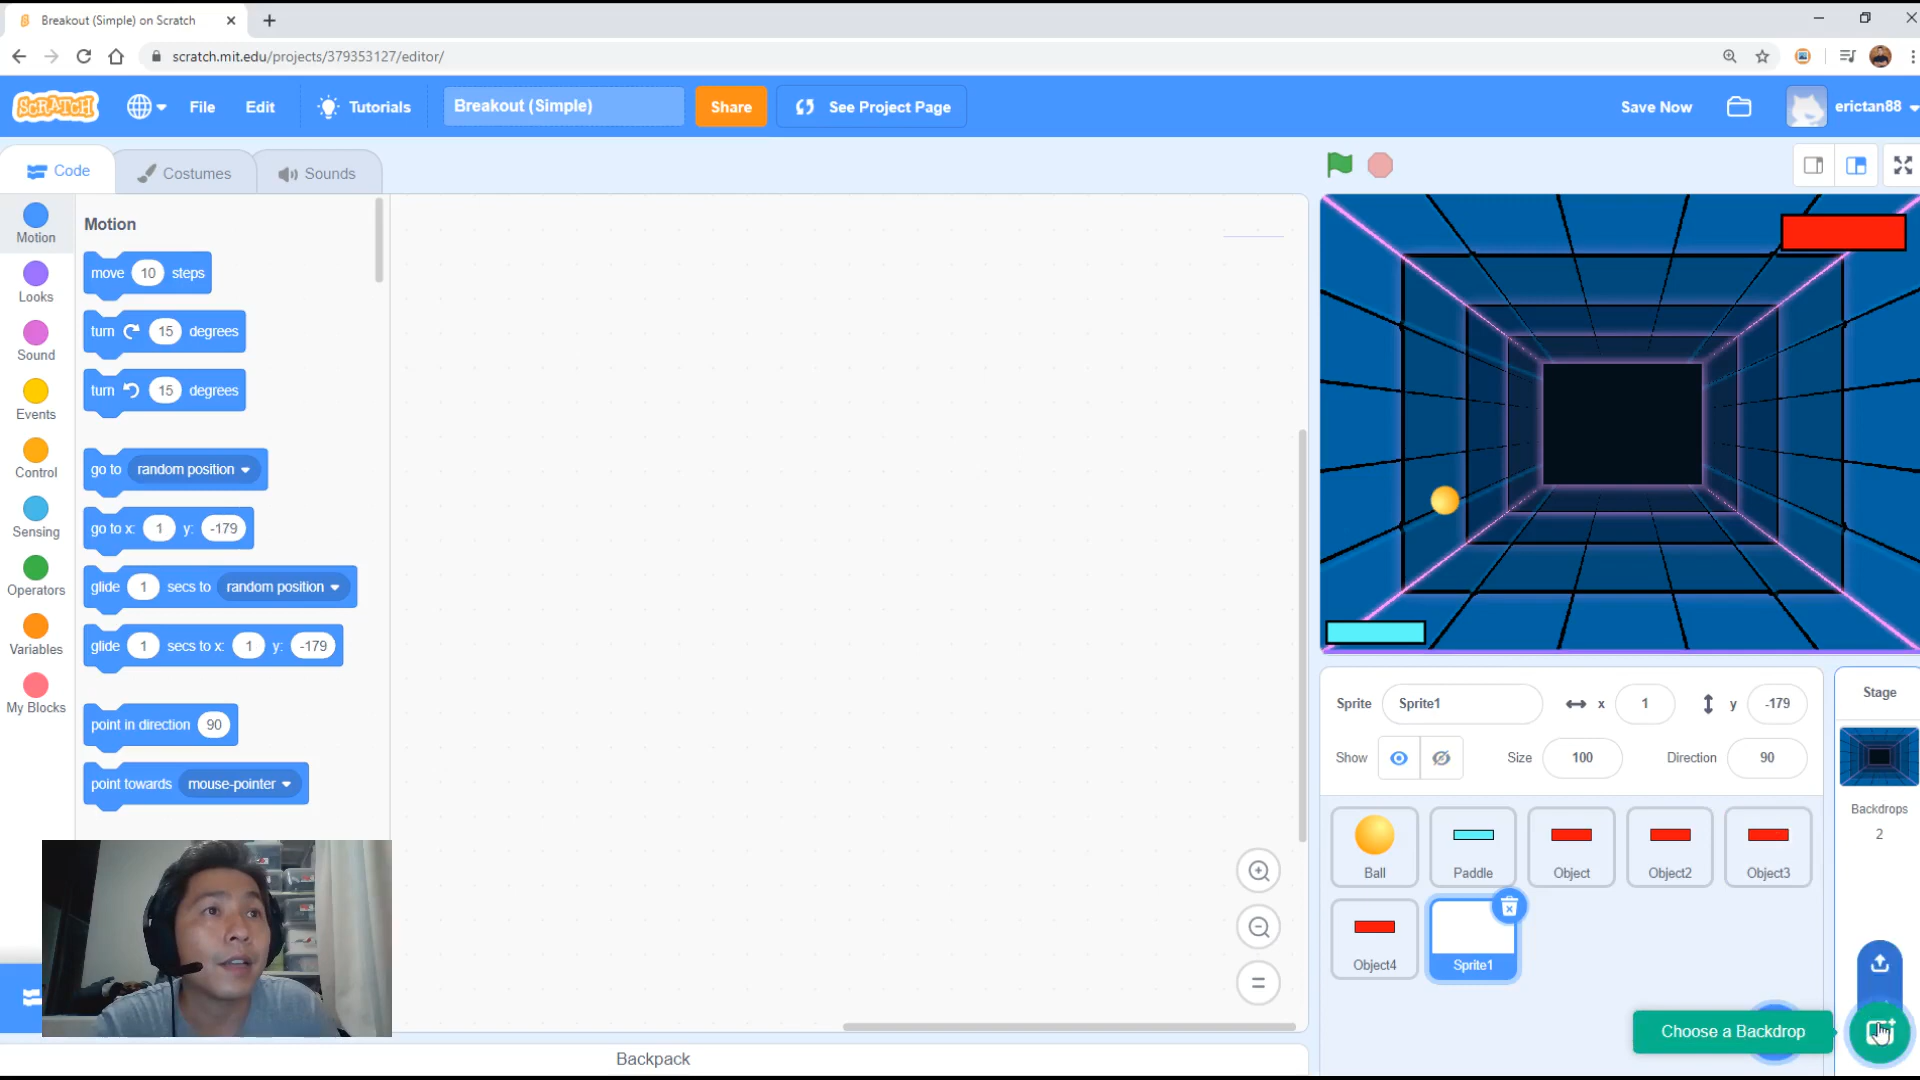 Breakout (Simple) on Scratch
scratch.mit.edu/projects/379353127/editor/
SCRATCH
File
Edit
Tutorials
Breakout (Simple)
Share
See Project Page
Save Now
erictan88
Code
Costumes
Sounds
Motion
Looks
Sound
Events
Control
Sensing
Operators
Variables
My Blocks
Motion
move 10 steps
turn 15 degrees
turn 15 degrees
go to random position
go to x: 1 y: -179
glide 1 secs to random position
glide 1 secs to x: 1 y: -179
point in direction 90
point towards mouse-pointer
Backpack
Sprite Sprite1 x 1 y -179
Show Size 100 Direction 90
Ball
Paddle
Object
Object2
Object3
Object4
Sprite1
Stage
Backdrops
2
Choose a Backdrop